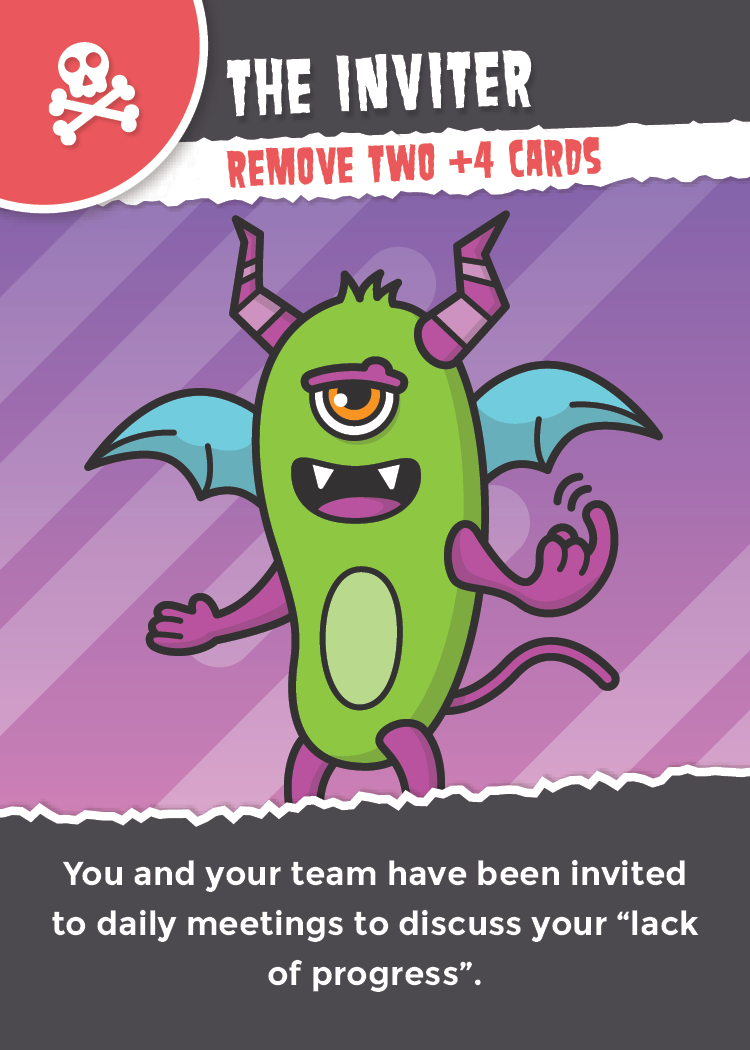 THE INVITER
REMOVE TWO +4 CARDS
You and your team have been invited
to daily meetings to discuss your “lack
of progress”.